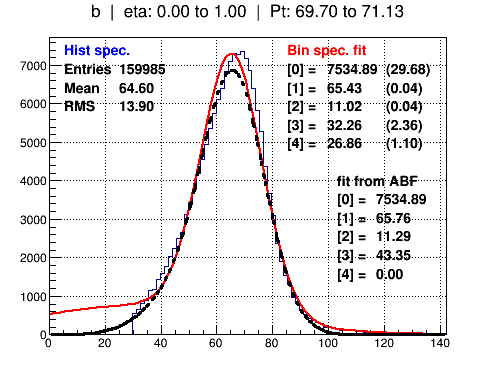 b | eta: 0.00 to 1.00 | Pt: 69.70 to 71.13
Hist spec.
Entries 159985
Mean 64.60
RMS 13.90
Bin spec. fit
[0] = 7534.89 (29.68)
[1] = 65.43 (0.04)
[2] = 11.02 (0.04)
[3] = 32.26 (2.36)
[4] = 26.86 (1.10)
fit from ABF
[0] = 7534.89
[1] = 65.76
[2] = 11.29
[3] = 43.35
[4] = 0.00
7000
6000
5000
4000
3000
2000
1000
0
0 20 40 60 80 100 120 140